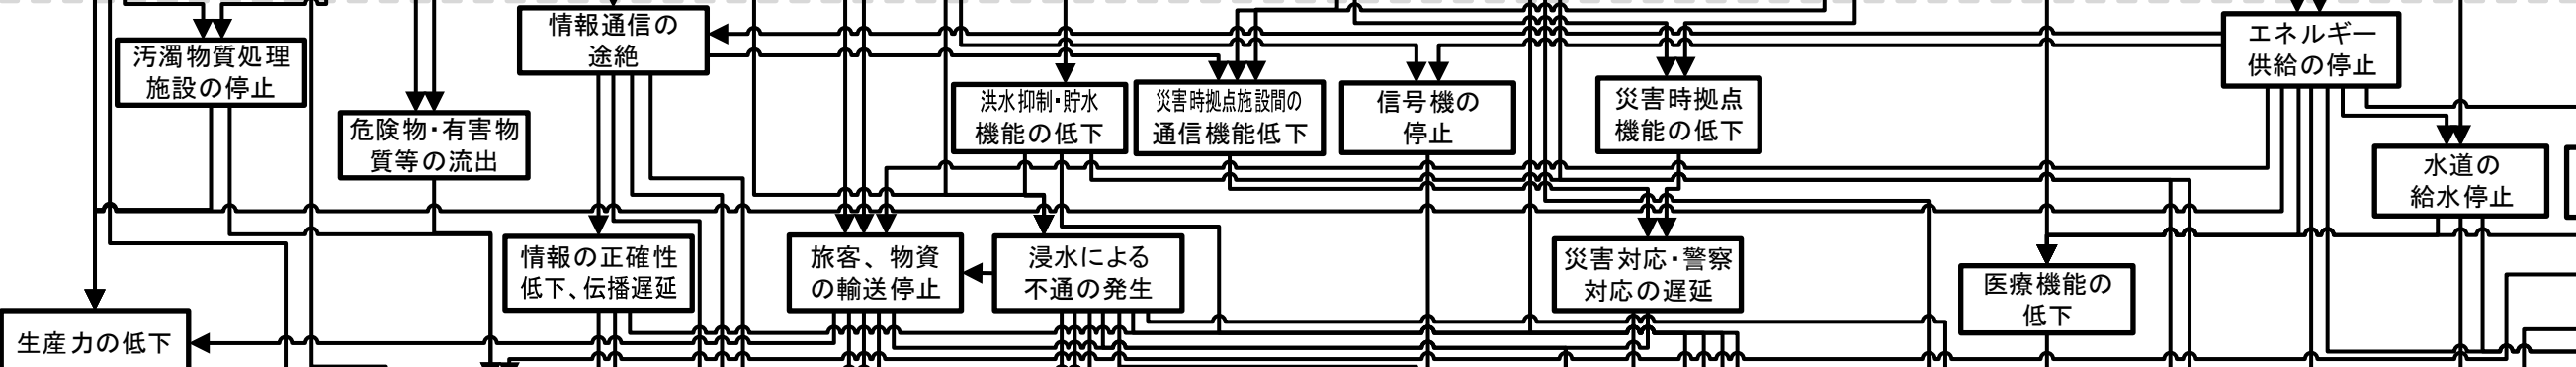 情報通信の
途絶
エネルギー
供給の停止
汚濁物質処理
施設の停止
危険物・有害物
質等の流出
洪水抑制・貯水
機能の低下
災害時拠点施設間の
通信機能低下
信号機の
停止
災害時拠点
機能の低下
水道の
給水停止
情報の正確性
低下、伝播遅延
旅客、物資
の輸送停止
浸水による
不通の発生
災害対応・警察
対応の遅延
医療機能の
低下
生産力の低下